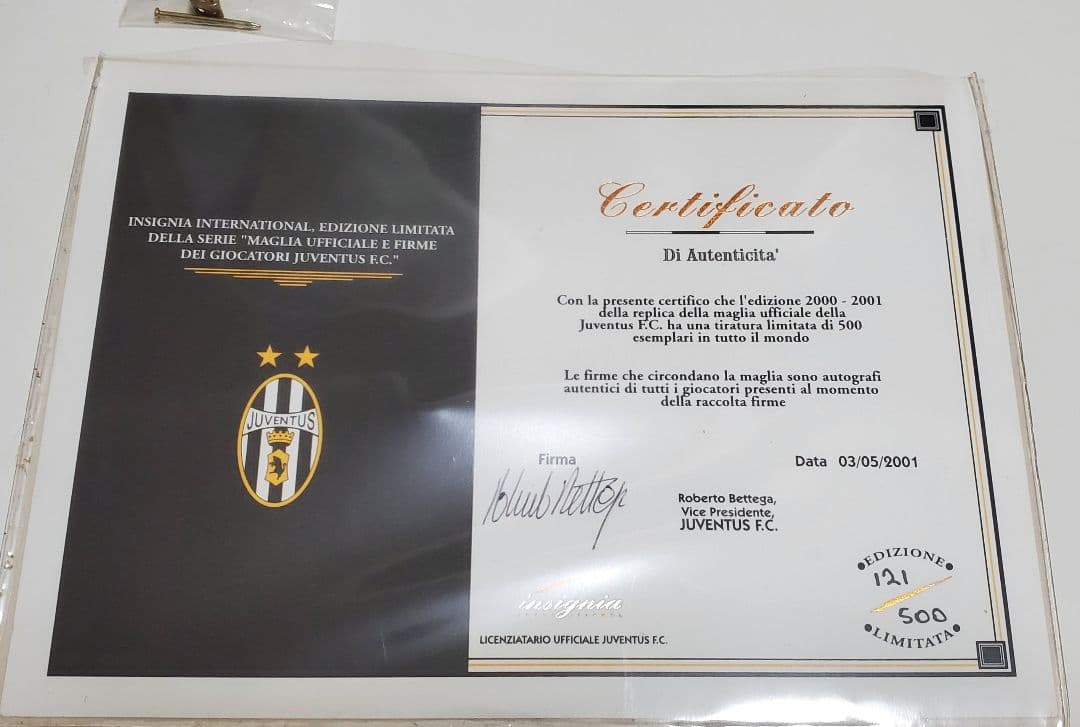 INSIGNIA INTERNATIONAL, EDIZIONE LIMITATA
DELLA SERIE "MAGLIA UFFICIALE E FIRME
DEI GIOCATORI JUVENTUS F.C."
JUVENTUS
Certificato
Di Autenticita'
Con la presente certifico che l'edizione 2000 - 2001
della replica della maglia ufficiale della
Juventus F.C. ha una tiratura limitata di 500
esemplari in tutto il mondo
Le firme che circondano la maglia sono autografi
autentici di tutti i giocatori presenti al momento
della raccolta firme
Firma
Data 03/05/2001
Roberto Bettega,
Vice Presidente,
JUVENTUS F.C.
insignia
LICENZIATARIO UFFICIALE JUVENTUS F.C.
EDIZIONE
121
500
LIMITATA